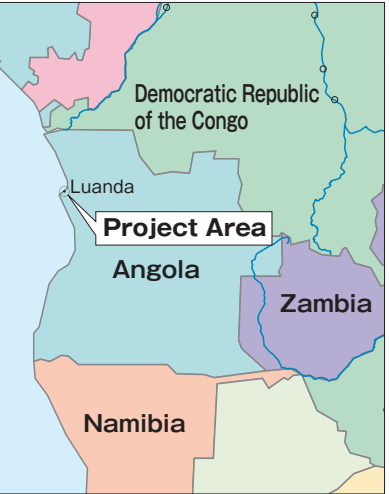 Democratic Republic
of the Congo
Luanda
Project Area
Angola
Zambia
Namibia